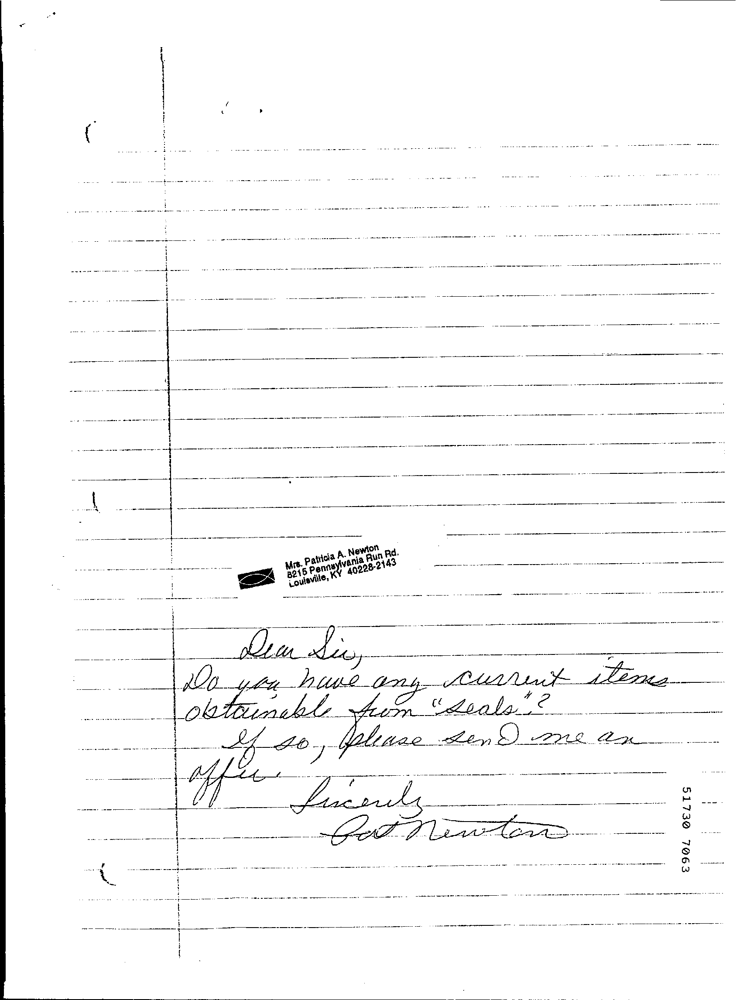 Mrs. Patricia A. Newton
8215 Pennsylvania Run Rd.
Louisville, KY 40228-2143
Dear Sir,
Do you have any current items
obtainable from "seals"?
If so, please send me an
offer.
Sincerely
Pat Newton
51730 7063